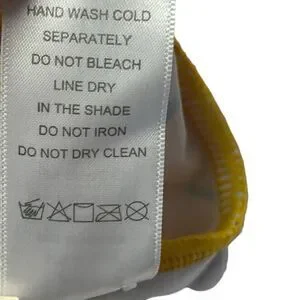 HAND WASH COLD
SEPARATELY
DO NOT BLEACH
LINE DRY
IN THE SHADE
DO NOT IRON
DO NOT DRY CLEAN